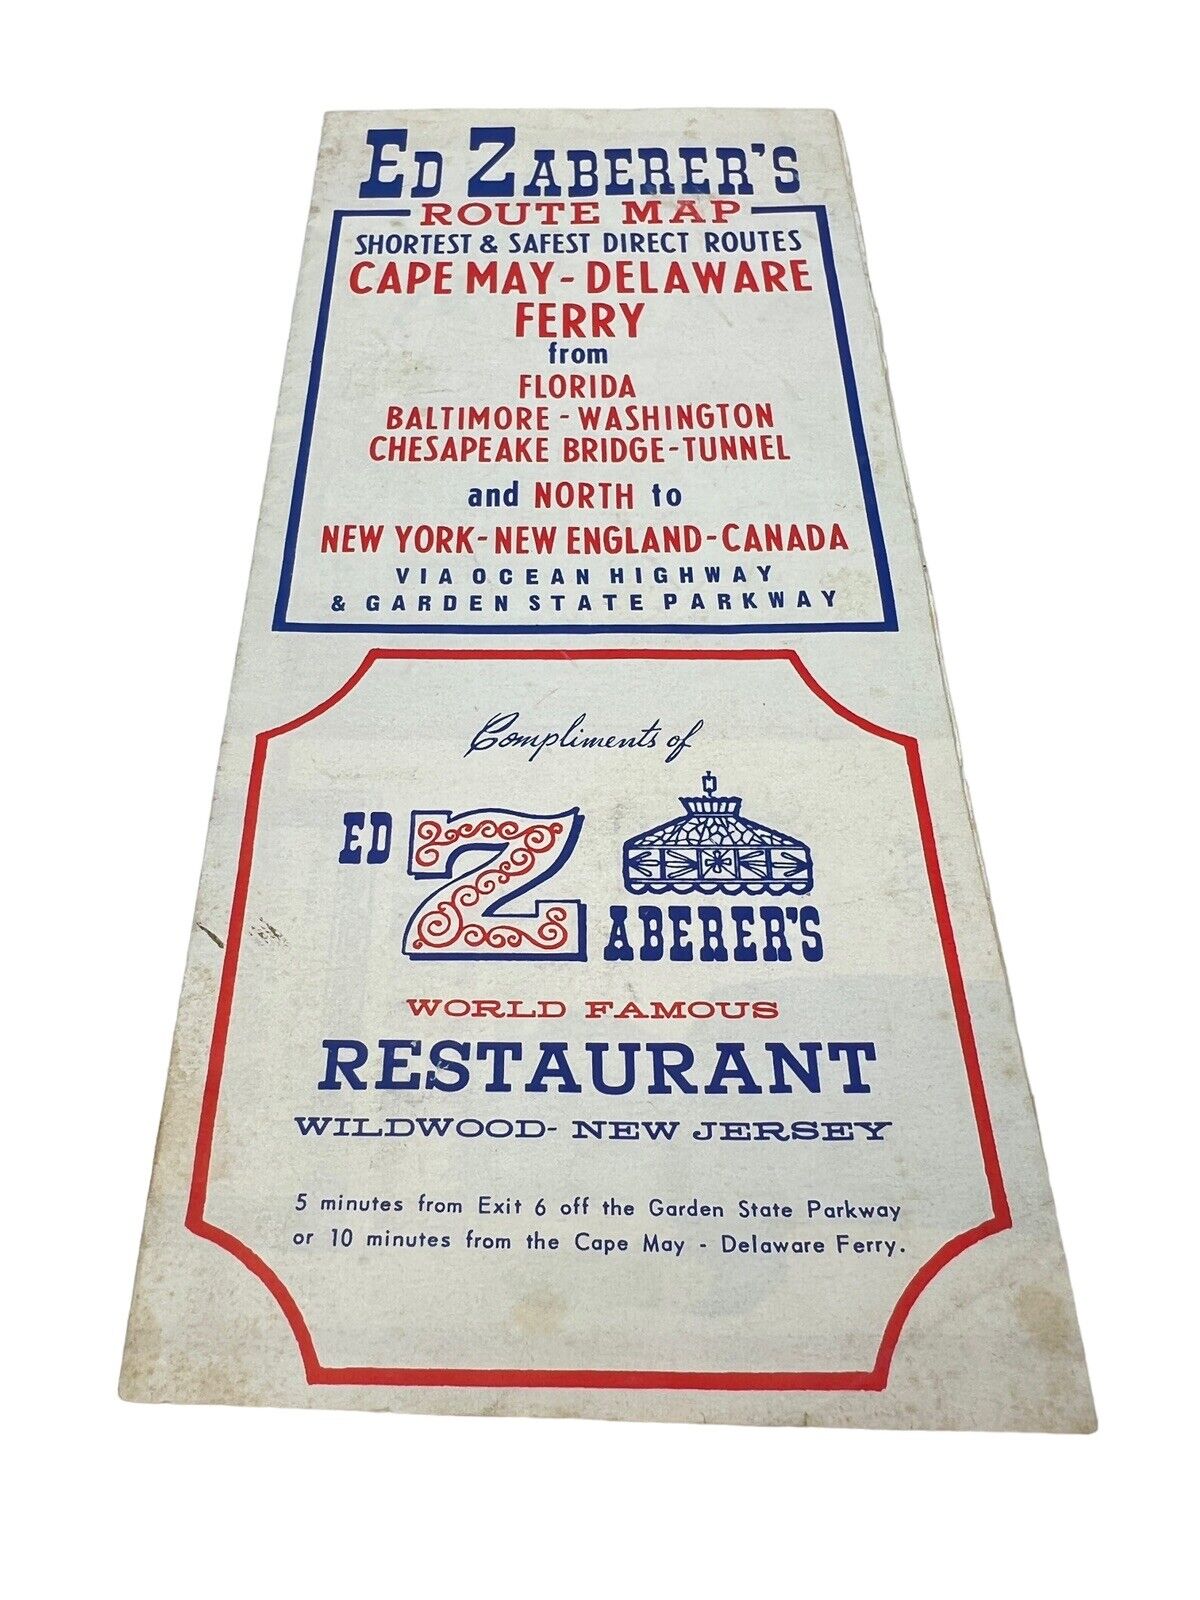 ED ZABERER'S
ROUTE MAP
SHORTEST & SAFEST DIRECT ROUTES
CAPE MAY-DELAWARE
FERRY
from
FLORIDA
BALTIMORE - WASHINGTON
CHESAPEAKE BRIDGE-TUNNEL
and NORTH to
NEW YORK-NEW ENGLAND-CANADA
VIA OCEAN HIGHWAY
& GARDEN STATE PARKWAY
Compliments of
ED ZABERER'S
WORLD FAMOUS
RESTAURANT
WILDWOOD- NEW JERSEY
5 minutes from Exit 6 off the Garden State Parkway
or 10 minutes from the Cape May - Delaware Ferry.